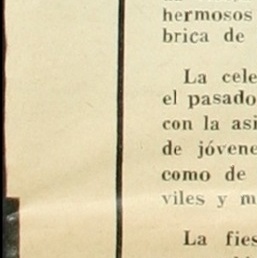 hermosos
brica de
La cele
el pasado
con la asi
de jóvene
como de
viles y m
La fies